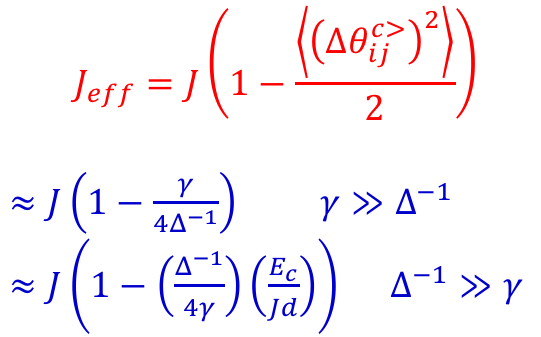 J_{eff} = J\left(1 - \frac{\left\langle\left(\Delta\theta_{ij}^{c>}\right)^2\right\rangle}{2}\right)
\approx J\left(1 - \frac{\gamma}{4\Delta^{-1}}\right) \gamma \gg \Delta^{-1}
\approx J\left(1 - \left(\frac{\Delta^{-1}}{4\gamma}\right)\left(\frac{E_c}{Jd}\right)\right) \Delta^{-1} \gg \gamma